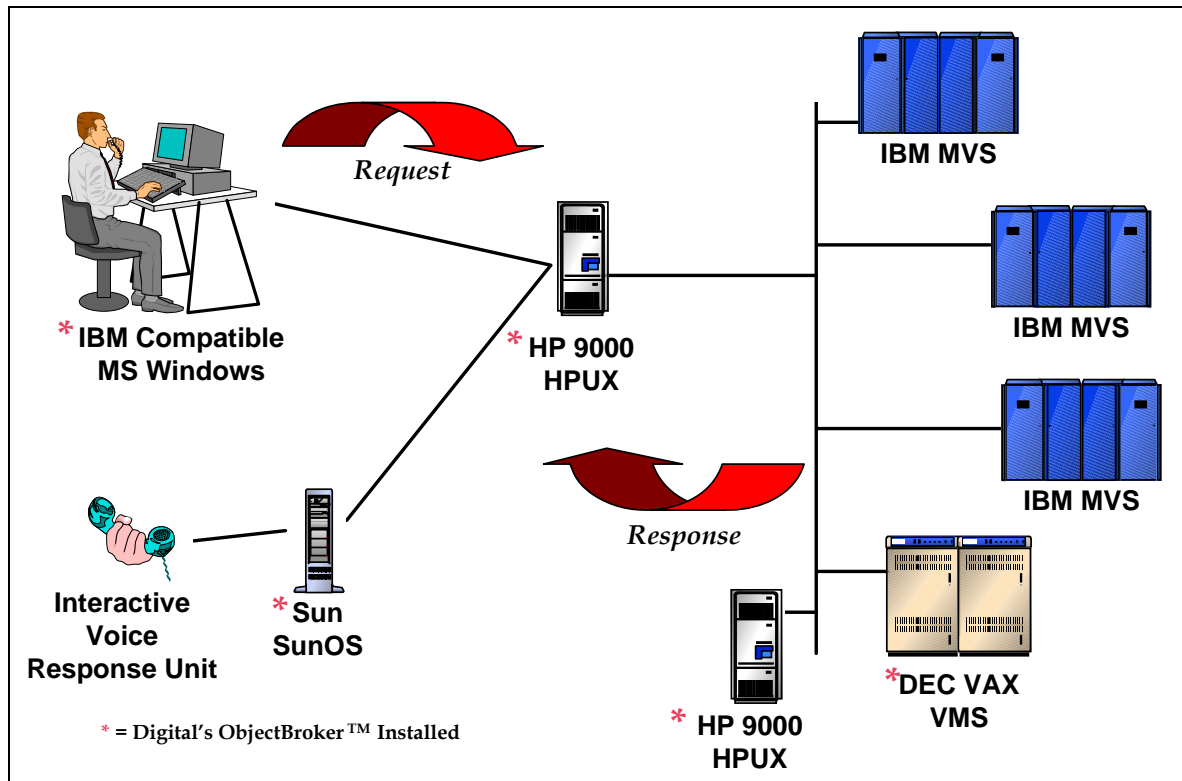 IBM MVS
Request
IBM MVS
* IBM Compatible
MS Windows
* HP 9000
HPUX
IBM MVS
Response
Interactive
Voice
Response Unit
* Sun
SunOS
* DEC VAX
VMS
* HP 9000
HPUX
* = Digital’s ObjectBroker™ Installed